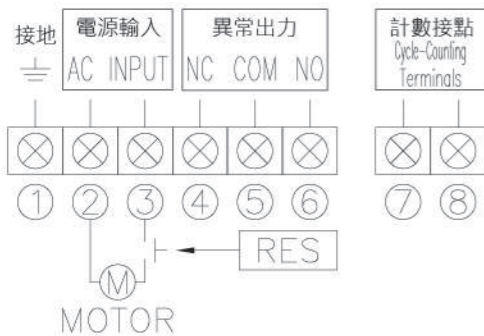 接地
電源輸入
AC INPUT
異常出力
NC COM NO
計數接點
Cycle-Counting
Terminals
① ② ③ ④ ⑤ ⑥ ⑦ ⑧
RES
M
MOTOR